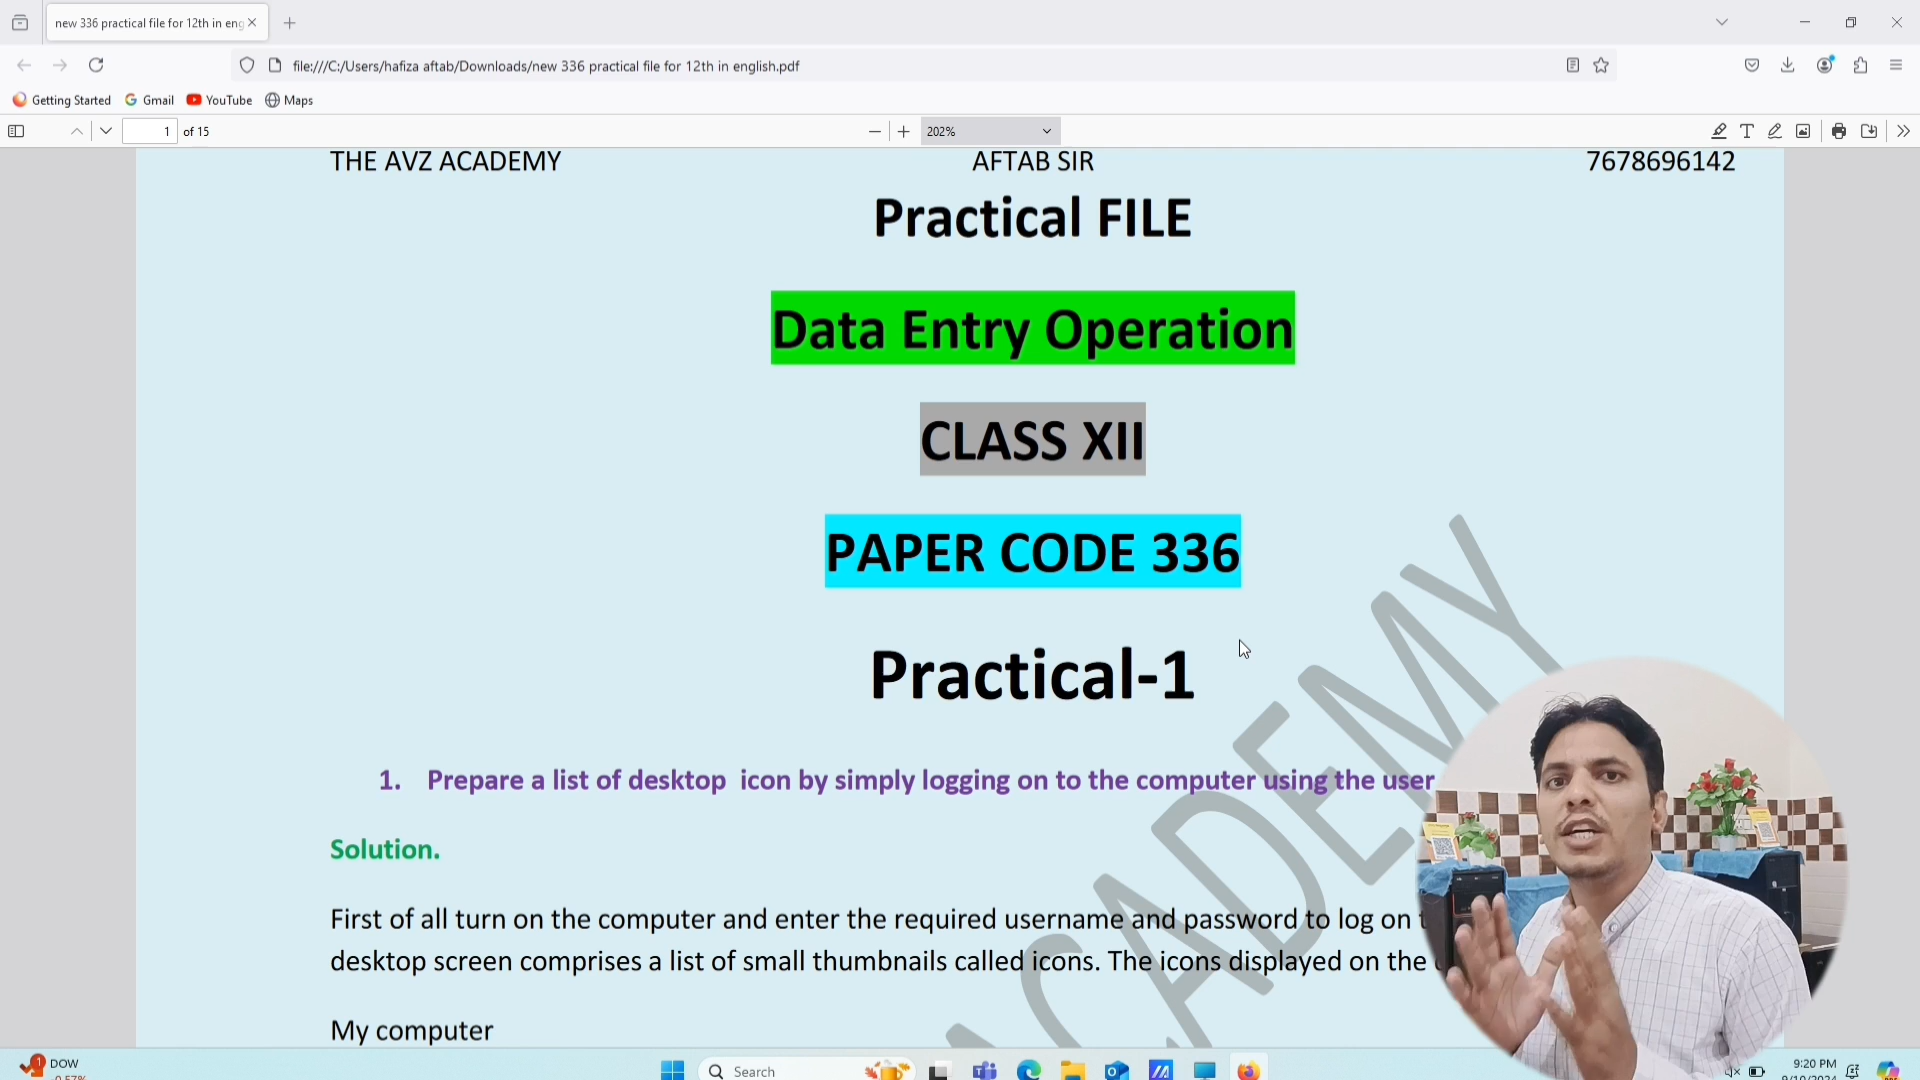 new 336 practical file for 12th in eng
file:///C:/Users/hafiza aftab/Downloads/new 336 practical file for 12th in english.pdf
Getting Started Gmail YouTube Maps
1 of 15 202%
THE AVZ ACADEMY AFTAB SIR 7678696142
Practical FILE
Data Entry Operation
CLASS XII
PAPER CODE 336
Practical-1
1. Prepare a list of desktop icon by simply logging on to the computer using the user
Solution.
First of all turn on the computer and enter the required username and password to log on
desktop screen comprises a list of small thumbnails called icons. The icons displayed on the
My computer
ACADEMY
1 DOW
Search
9:20 PM